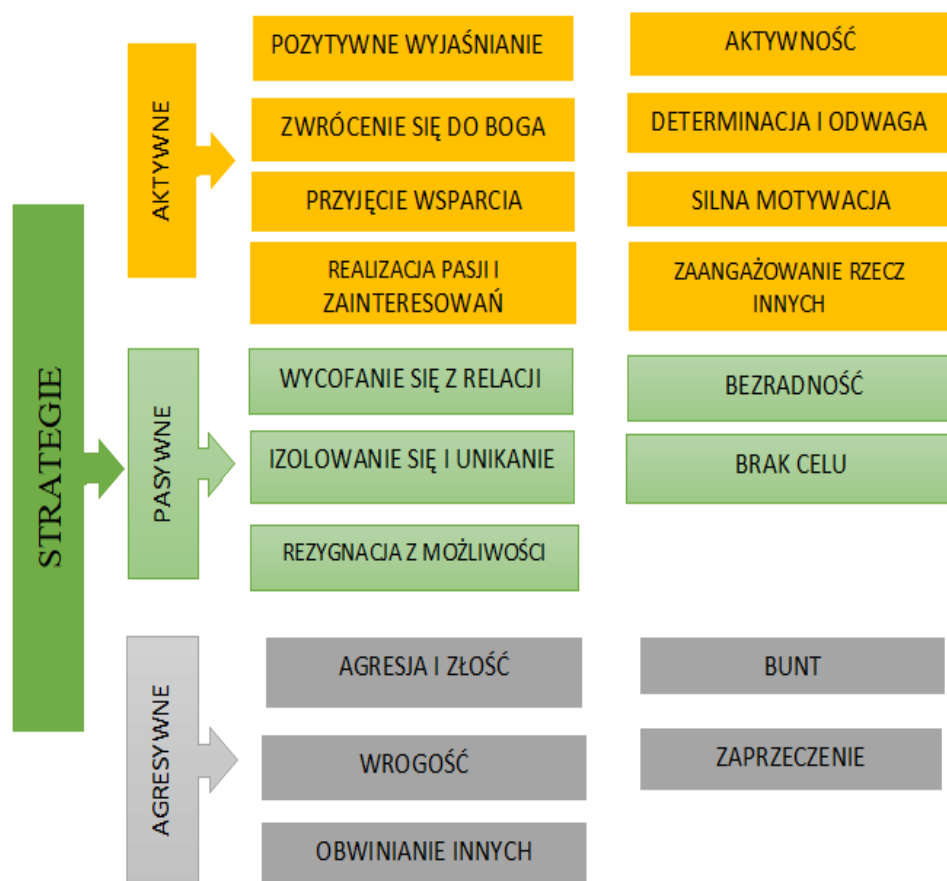 STRATEGIE
AKTYWNE
POZYTYWNE WYJAŚNIANIE
AKTYWNOŚĆ
ZWRÓCENIE SIĘ DO BOGA
DETERMINACJA I ODWAGA
PRZYJĘCIE WSPARCIA
SILNA MOTYWACJA
REALIZACJA PASJI I
ZAINTERESOWAŃ
ZAANGAŻOWANIE RZECZ
INNYCH
PASYWNE
WYCOFANIE SIĘ Z RELACJI
BEZRADNOŚĆ
IZOLOWANIE SIĘ I UNIKANIE
BRAK CELU
REZYGNACJA Z MOŻLIWOŚCI
AGRESYWNE
AGRESJA I ZŁOŚĆ
BUNT
WROGOŚĆ
ZAPRZECZENIE
OBWINIANIE INNYCH